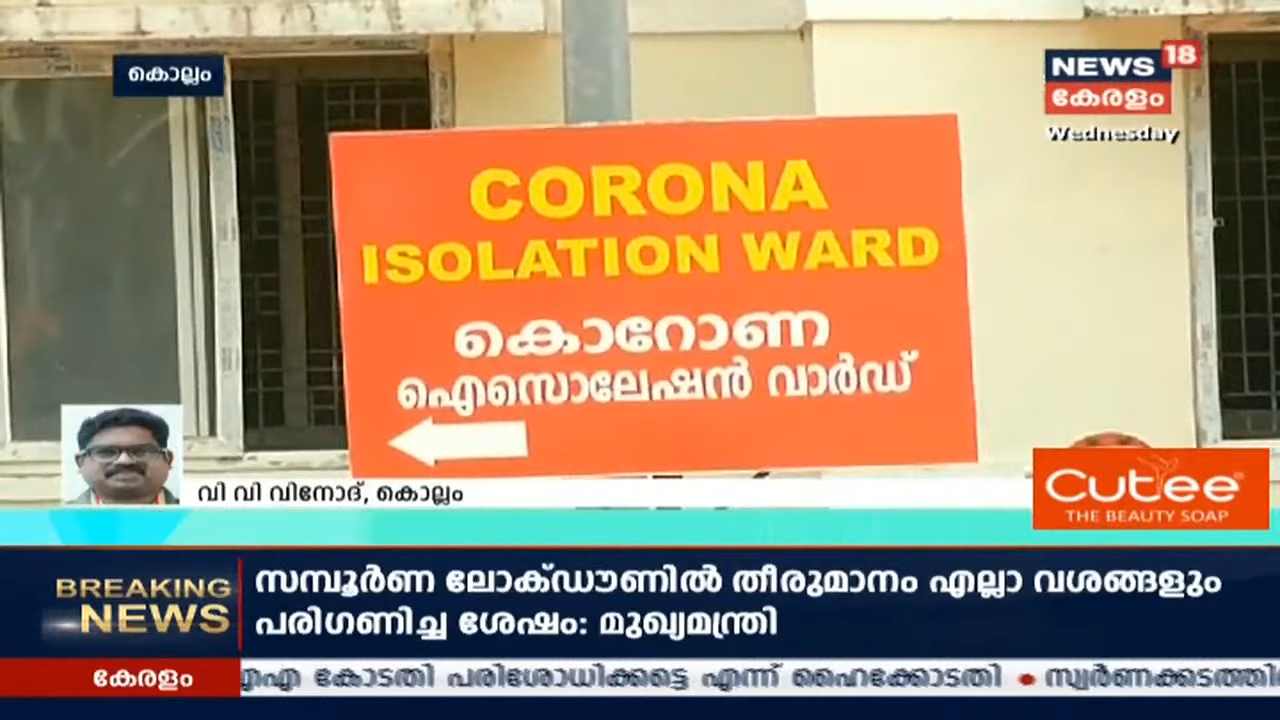 കൊല്ലം
NEWS 18
കേരളം
Wednesday
CORONA
ISOLATION WARD
കൊറോണ
ഐസൊലേഷൻ വാർഡ്
വി വി വിനോദ്, കൊല്ലം
Cutee
THE BEAUTY SOAP
BREAKING
NEWS
സമ്പൂർണ ലോക്ഡൗണിൽ തീരുമാനം എല്ലാ വശങ്ങളും
പരിഗണിച്ച ശേഷം: മുഖ്യമന്ത്രി
കേരളം
കോടതി പരിശോധിക്കട്ടെ എന്ന് ഹൈക്കോടതി •